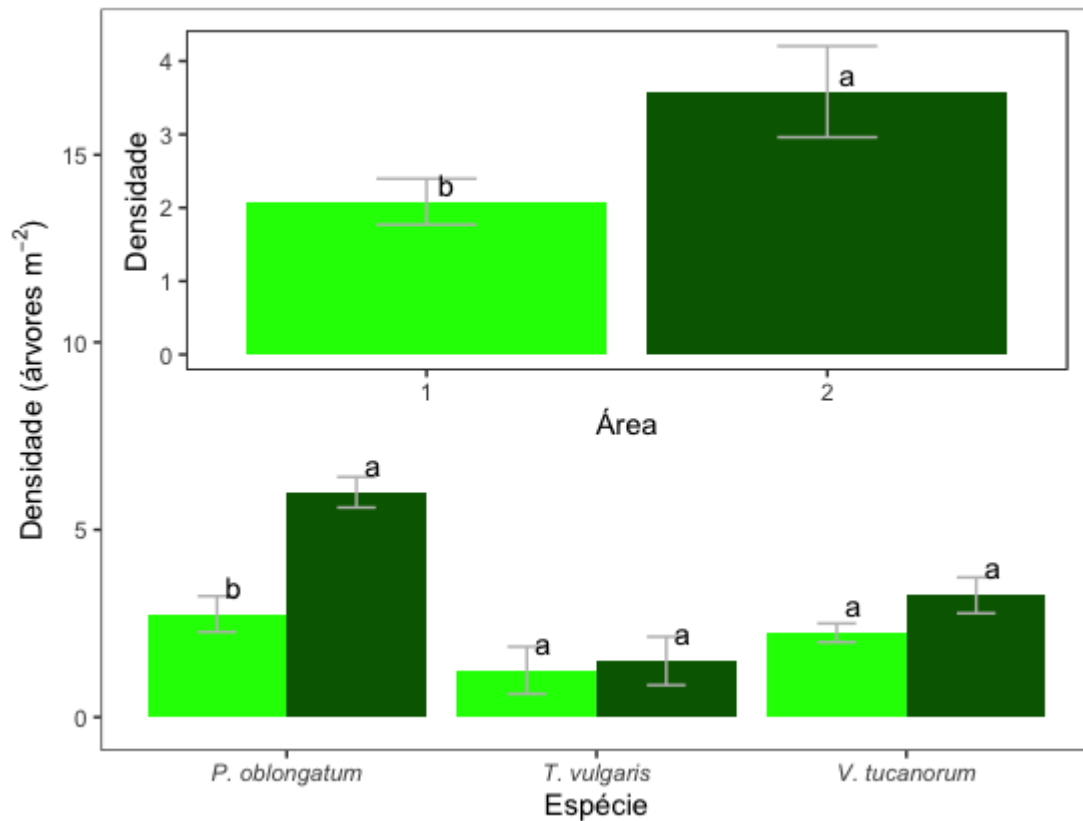 4
3
2
1
0
Densidade
b
a
1
2
Área
15
10
5
0
Densidade (árvores m⁻²)
b
a
a
a
a
a
P. oblongatum
T. vulgaris
V. tucanorum
Espécie